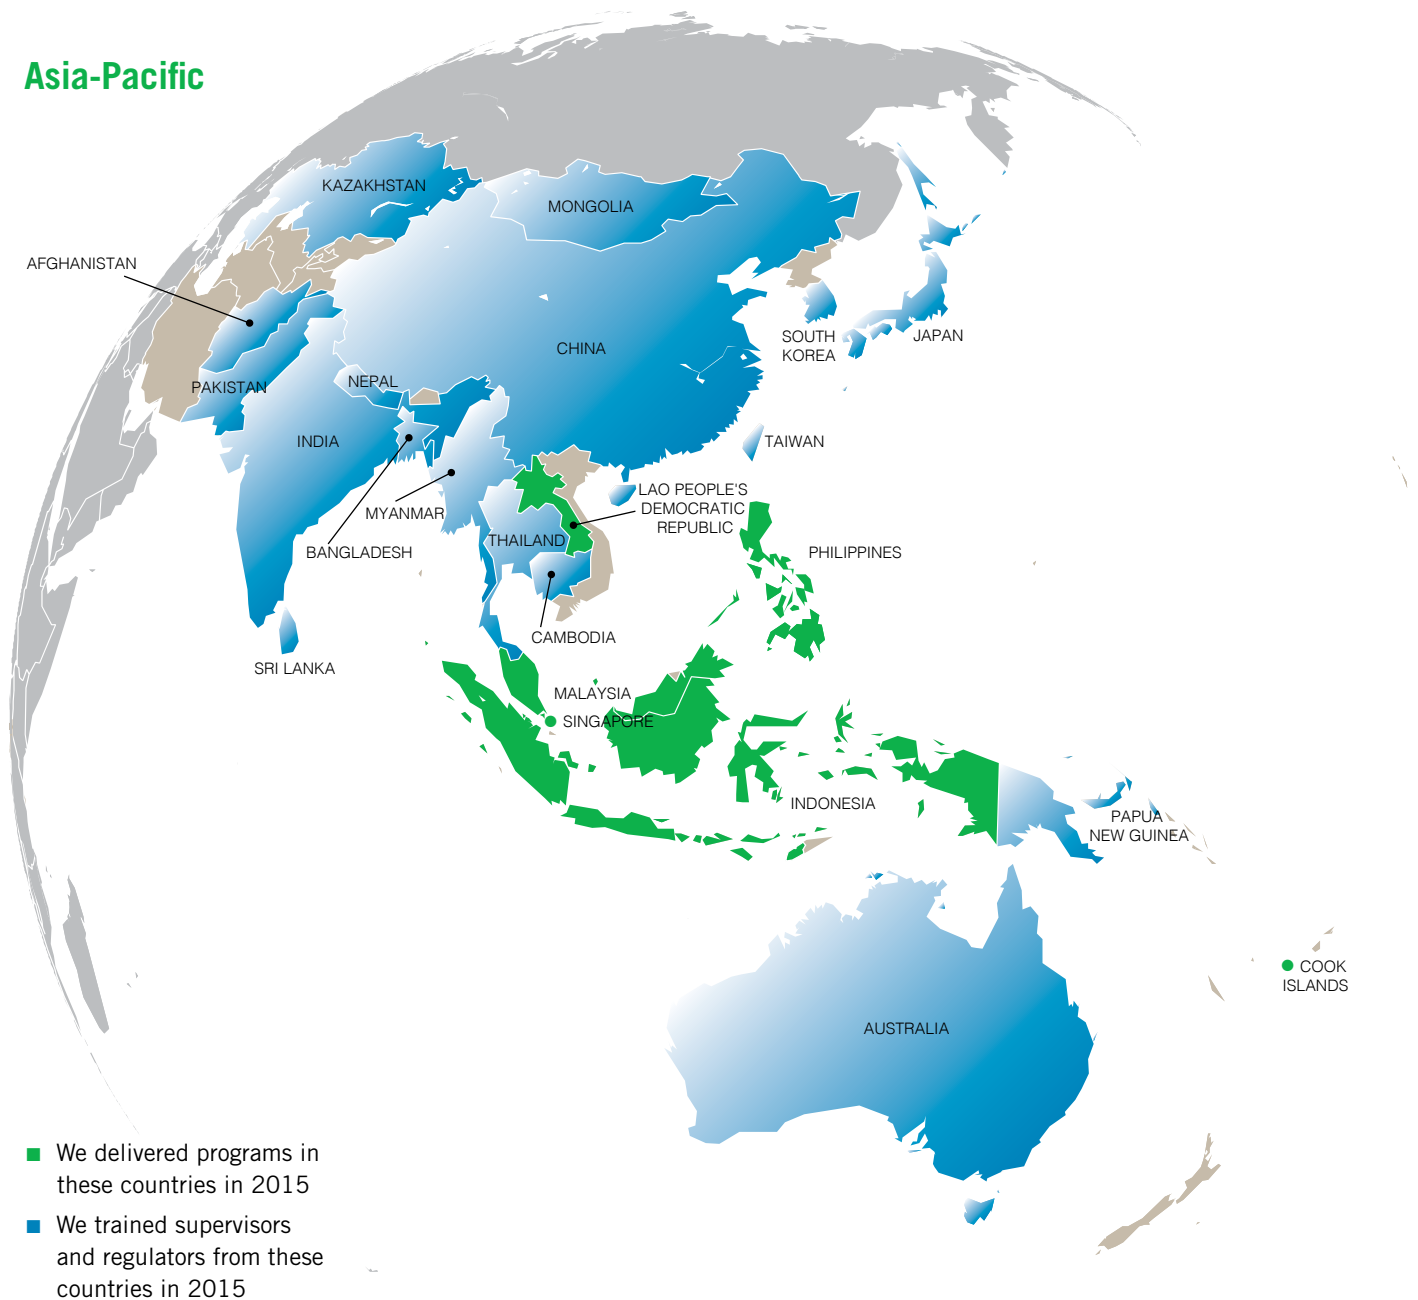 Asia-Pacific
KAZAKHSTAN
MONGOLIA
AFGHANISTAN
SOUTH
KOREA
JAPAN
CHINA
PAKISTAN
NEPAL
INDIA
TAIWAN
LAO PEOPLE'S
DEMOCRATIC
REPUBLIC
MYANMAR
THAILAND
BANGLADESH
PHILIPPINES
CAMBODIA
SRI LANKA
MALAYSIA
SINGAPORE
INDONESIA
PAPUA
NEW GUINEA
COOK
ISLANDS
AUSTRALIA
We delivered programs in
these countries in 2015
We trained supervisors
and regulators from these
countries in 2015